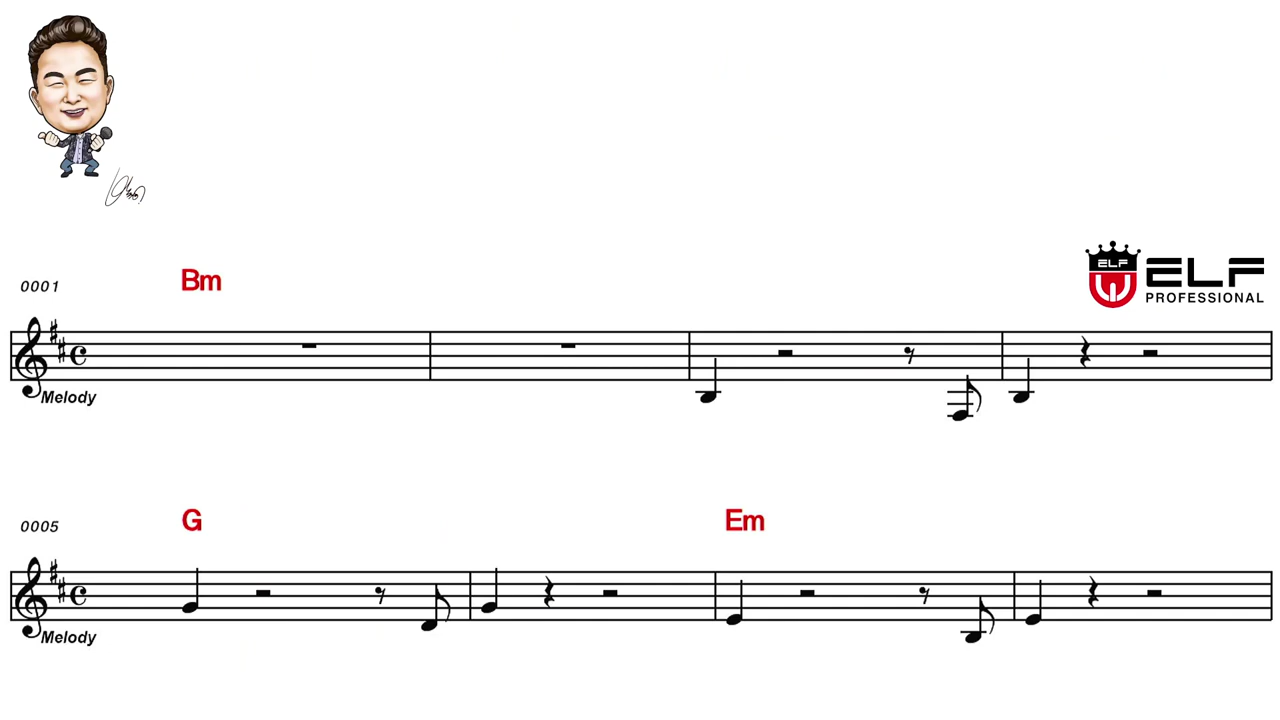 0001 Bm
ELF
ELF
PROFESSIONAL
Melody
0005 G Em
Melody